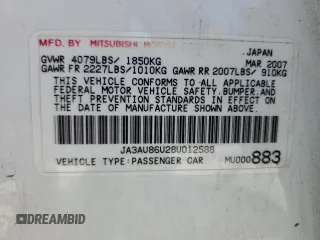 MFD. BY MITSUBISHI MOTORS
JAPAN
GVWR 4079LBS/ 1850KG MAR 2007
GAWR FR 2227LBS/1010KG GAWR RR 2007LBS/ 910KG
THIS VEHICLE CONFORMS TO ALL APPLICABLE
FEDERAL MOTOR VEHICLE SAFETY, BUMPER, AND
THEFT PREVENTION STANDARDS IN EFFECT ON
THE DATE OF MANUFACTURE SHOWN ABOVE.
JA3AU86U28U012588
VEHICLE TYPE:PASSENGER CAR MU000883
DREAMBID